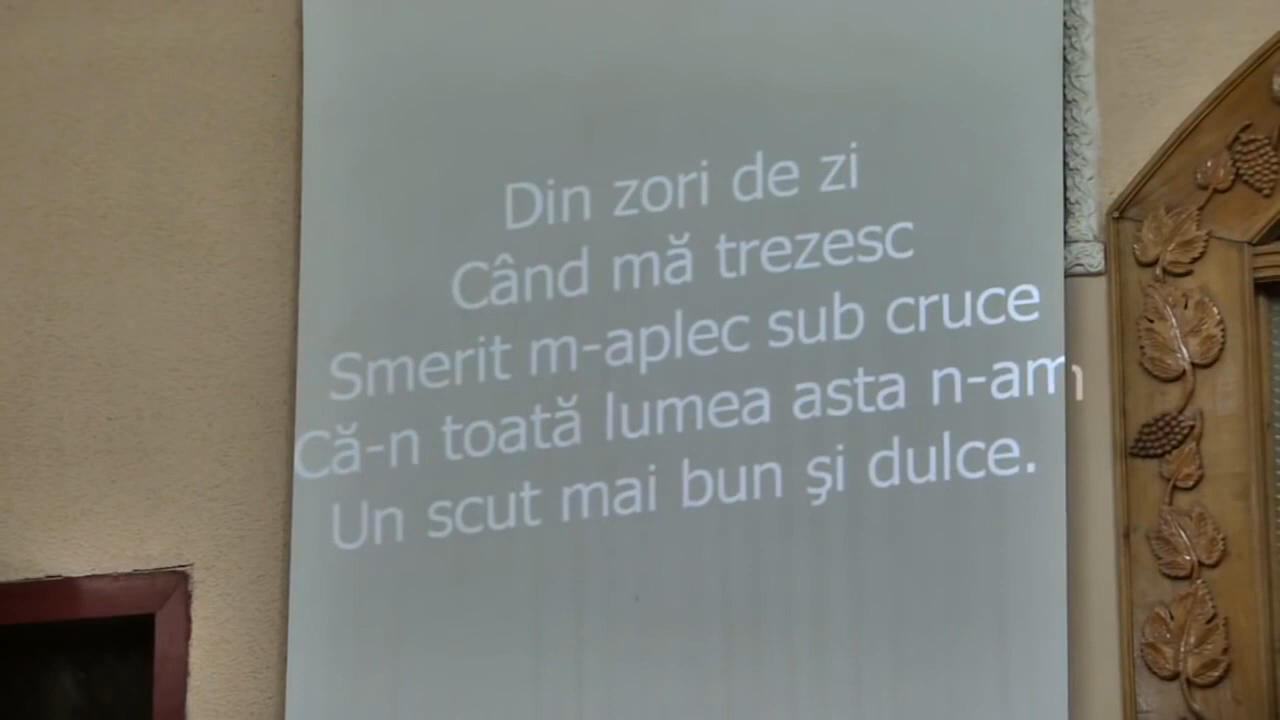 Din zori de zi
Când mă trezesc
Smerit m-aplec sub cruce
Că-n toată lumea asta n-am
Un scut mai bun şi dulce.